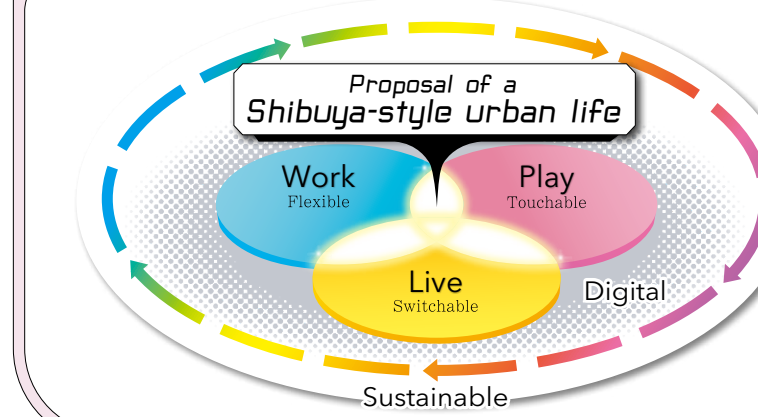 Proposal of a
Shibuya-style urban life
Work
Flexible
Play
Touchable
Live
Switchable
Digital
Sustainable